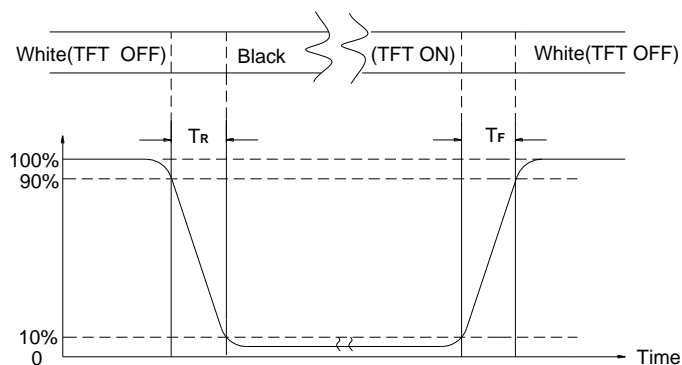 White(TFT OFF) Black (TFT ON) White(TFT OFF)
TR TF
100%
90%
10%
0
Time